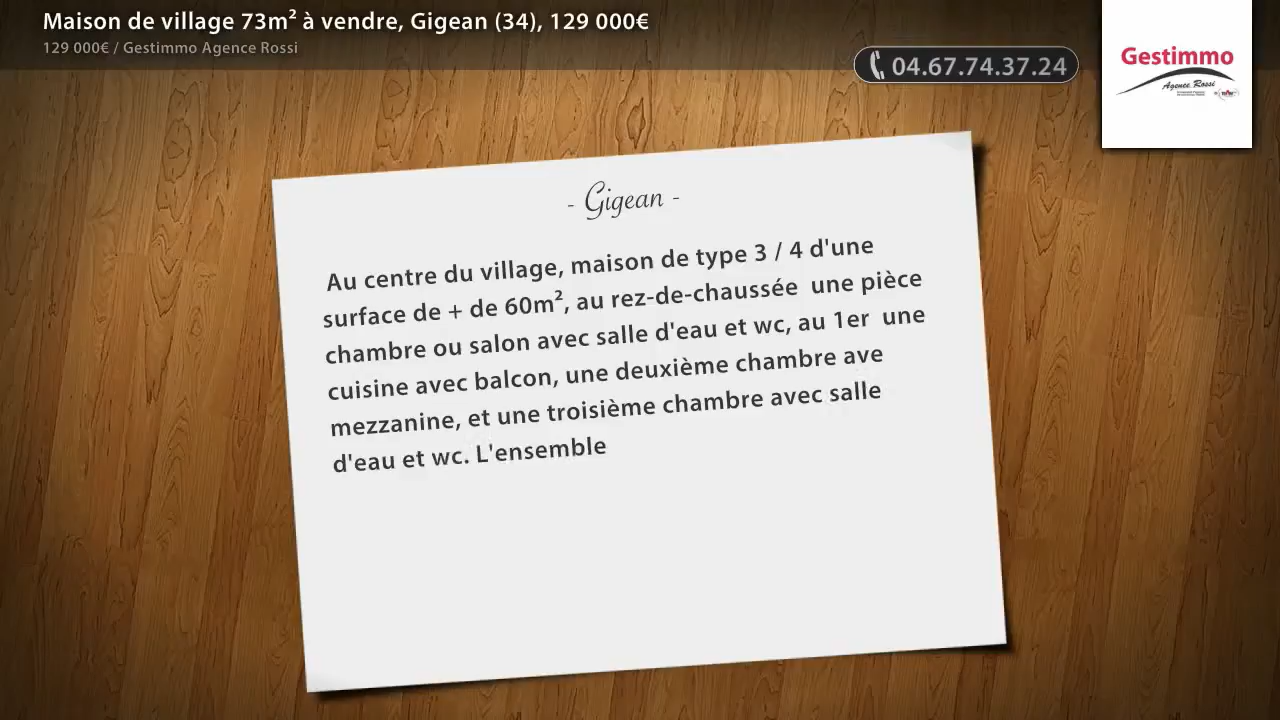 Maison de village 73m² à vendre, Gigean (34), 129 000€
129 000€ / Gestimmo Agence Rossi
04.67.74.37.24
Gestimmo
Agence Rossi
- Gigean -
Au centre du village, maison de type 3 / 4 d'une
surface de + de 60m², au rez-de-chaussée  une pièce
chambre ou salon avec salle d'eau et wc, au 1er  une
cuisine avec balcon, une deuxième chambre ave
mezzanine, et une troisième chambre avec salle
d'eau et wc. L'ensemble